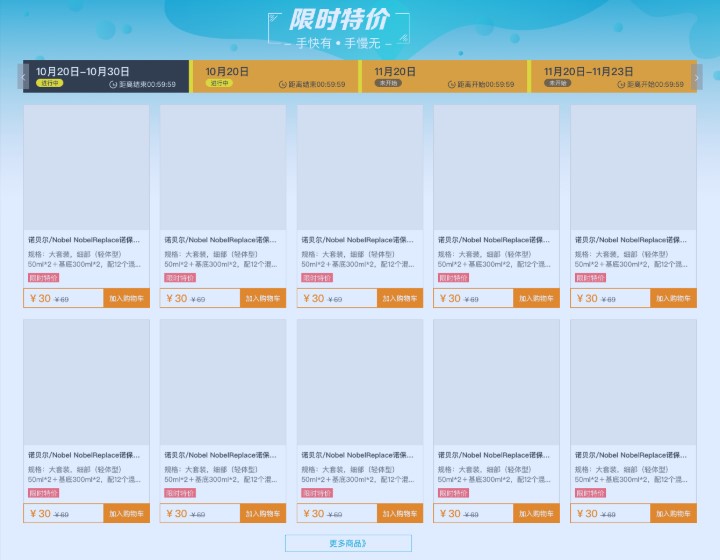 限时特价
手快有 • 手慢无
10月20日-10月30日
进行中
距离结束00:59:59
10月20日
进行中
距离结束00:59:59
11月20日
未开始
距离开始00:59:59
11月20日-11月23日
未开始
距离开始00:59:59
诺贝尔/Nobel NobelReplace诺保...
规格：大套装，细部（轻体型）
50ml*2＋基底300ml*2，配12个混...
限时特价
￥30 ￥69 加入购物车
诺贝尔/Nobel NobelReplace诺保...
规格：大套装，细部（轻体型）
50ml*2＋基底300ml*2，配12个混...
限时特价
￥30 ￥69 加入购物车
诺贝尔/Nobel NobelReplace诺保...
规格：大套装，细部（轻体型）
50ml*2＋基底300ml*2，配12个混...
限时特价
￥30 ￥69 加入购物车
诺贝尔/Nobel NobelReplace诺保...
规格：大套装，细部（轻体型）
50ml*2＋基底300ml*2，配12个混...
限时特价
￥30 ￥69 加入购物车
诺贝尔/Nobel NobelReplace诺保...
规格：大套装，细部（轻体型）
50ml*2＋基底300ml*2，配12个混...
限时特价
￥30 ￥69 加入购物车
诺贝尔/Nobel NobelReplace诺保...
规格：大套装，细部（轻体型）
50ml*2＋基底300ml*2，配12个混...
限时特价
￥30 ￥69 加入购物车
诺贝尔/Nobel NobelReplace诺保...
规格：大套装，细部（轻体型）
50ml*2＋基底300ml*2，配12个混...
限时特价
￥30 ￥69 加入购物车
诺贝尔/Nobel NobelReplace诺保...
规格：大套装，细部（轻体型）
50ml*2＋基底300ml*2，配12个混...
限时特价
￥30 ￥69 加入购物车
诺贝尔/Nobel NobelReplace诺保...
规格：大套装，细部（轻体型）
50ml*2＋基底300ml*2，配12个混...
限时特价
￥30 ￥69 加入购物车
诺贝尔/Nobel NobelReplace诺保...
规格：大套装，细部（轻体型）
50ml*2＋基底300ml*2，配12个混...
限时特价
￥30 ￥69 加入购物车
更多商品》